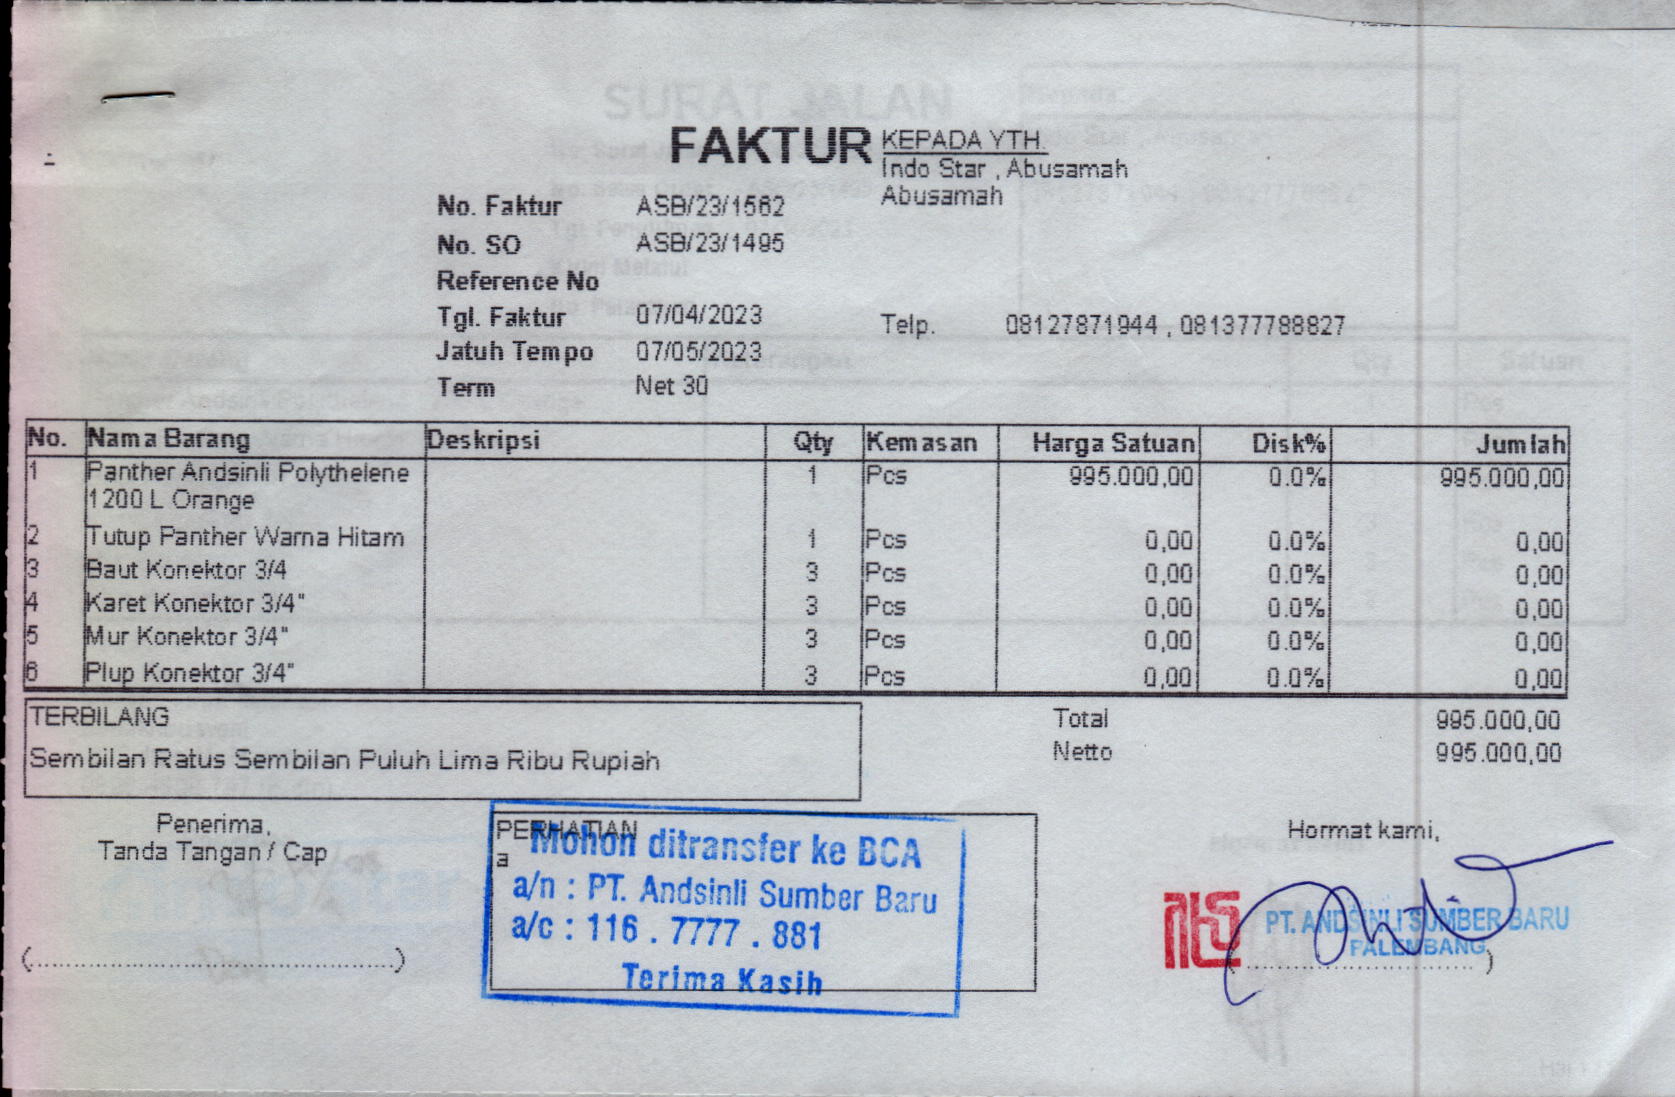 FAKTUR
KEPADA YTH.
Indo Star , Abusamah
Abusamah
No. Faktur ASB/23/1562
No. SO ASB/23/1495
Reference No
Tgl. Faktur 07/04/2023
Telp. 08127871944 , 081377788827
Jatuh Tempo 07/05/2023
Term Net 30
No. Nama Barang Deskripsi Qty Kemasan Harga Satuan Disk% Jumlah
1 Panther Andsinli Polythelene 1 Pcs 995.000,00 0.0% 995.000,00
1200 L Orange
2 Tutup Panther Warna Hitam 1 Pcs 0,00 0.0% 0,00
3 Baut Konektor 3/4 3 Pcs 0,00 0.0% 0,00
4 Karet Konektor 3/4" 3 Pcs 0,00 0.0% 0,00
5 Mur Konektor 3/4" 3 Pcs 0,00 0.0% 0,00
6 Plup Konektor 3/4" 3 Pcs 0,00 0.0% 0,00
TERBILANG
Sembilan Ratus Sembilan Puluh Lima Ribu Rupiah
Total 995.000,00
Netto 995.000,00
Penerima,
Tanda Tangan / Cap
(..........................................)
PERHATIAN
a
Mohon ditransfer ke BCA
a/n : PT. Andsinli Sumber Baru
a/c : 116 . 7777 . 881
Terima Kasih
Hormat kami,
PT. ANDSINLI SUMBER BARU
PALEMBANG
(..............................)
SURAT JALAN